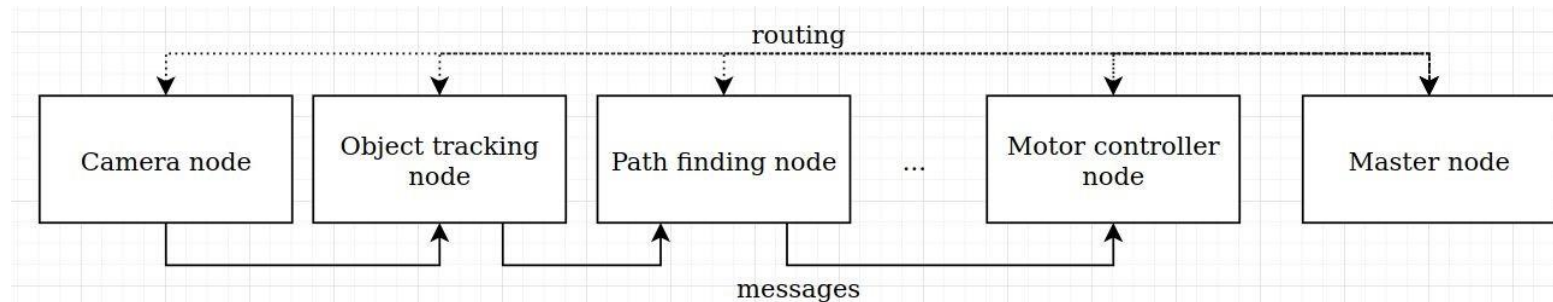 routing
Camera node
Object tracking
node
Path finding node
...
Motor controller
node
Master node
messages